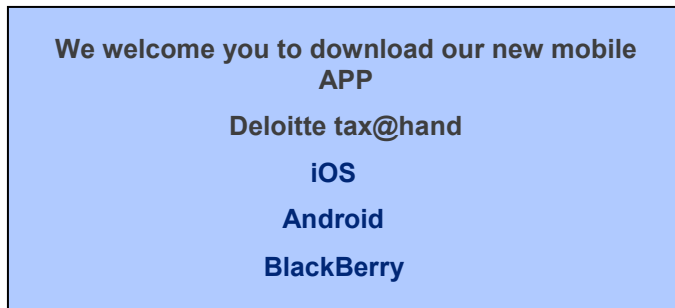 We welcome you to download our new mobile
APP
Deloitte tax@hand
iOS
Android
BlackBerry